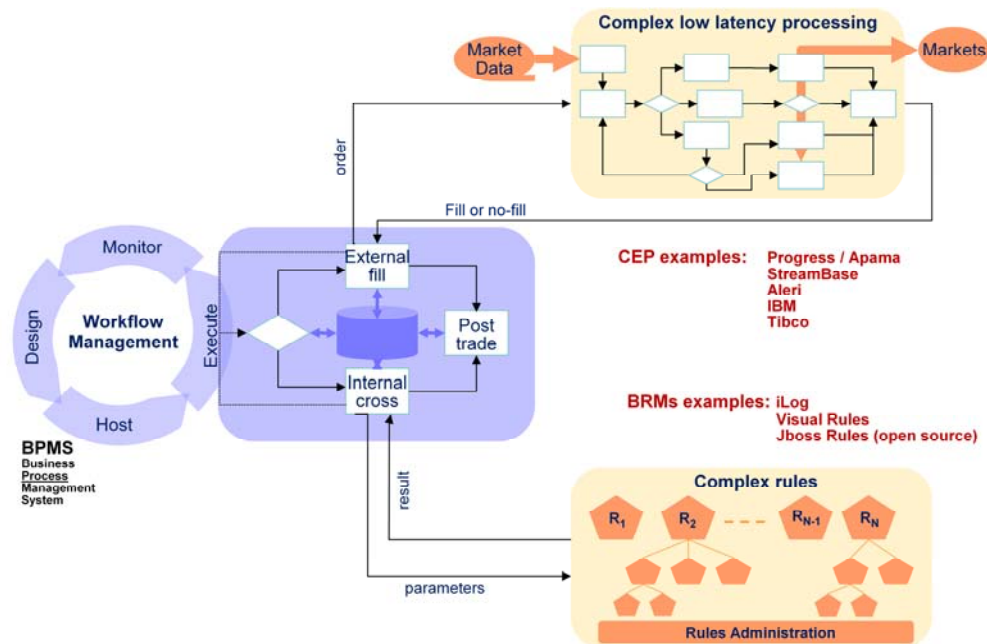 Complex low latency processing
Market
Data
Markets
order
Fill or no-fill
Monitor
Design
Workflow
Management
Execute
Host
External
fill
Post
trade
Internal
cross
CEP examples:
Progress / Apama
StreamBase
Aleri
IBM
Tibco
BRMs examples:
iLog
Visual Rules
Jboss Rules (open source)
BPMS
Business
Process
Management
System
result
parameters
Complex rules
R1
R2
RN-1
RN
Rules Administration